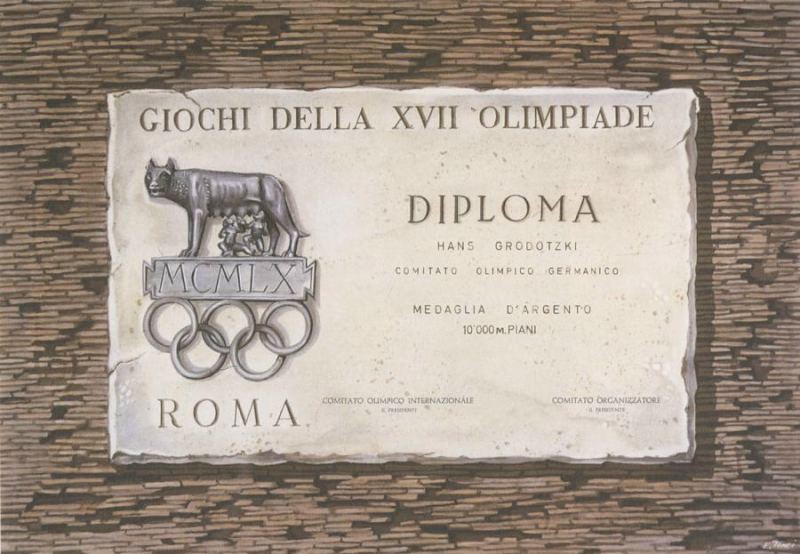 GIOCHI DELLA XVII OLIMPIADE
MCMLX
ROMA
DIPLOMA
HANS GRODOTZKI
COMITATO OLIMPICO GERMANICO
MEDAGLIA D'ARGENTO
10'000 M. PIANI
COMITATO OLIMPICO INTERNAZIONALE
IL PRESIDENTE
COMITATO ORGANIZZATORE
IL PRESIDENTE